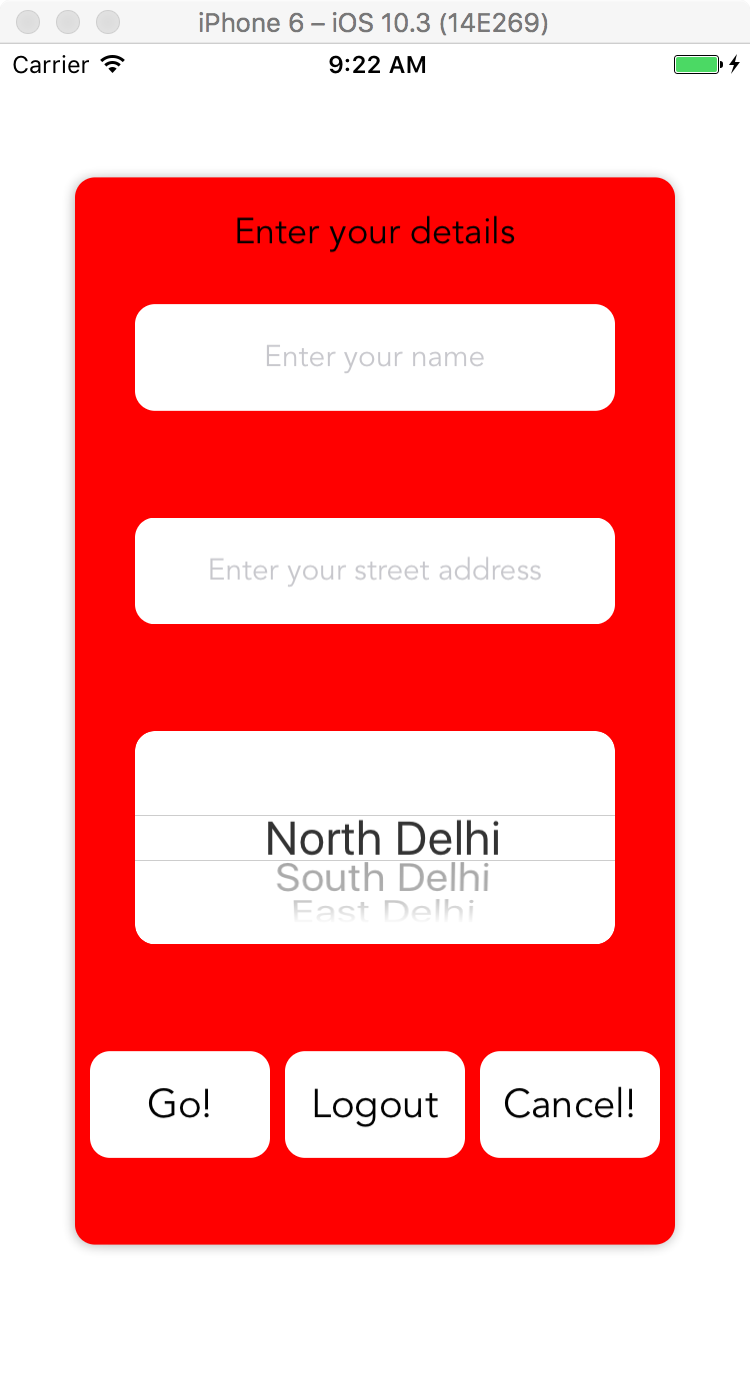 iPhone 6 – iOS 10.3 (14E269)
Carrier 9:22 AM
Enter your details
Enter your name
Enter your street address
North Delhi
South Delhi
East Delhi
Go! Logout Cancel!